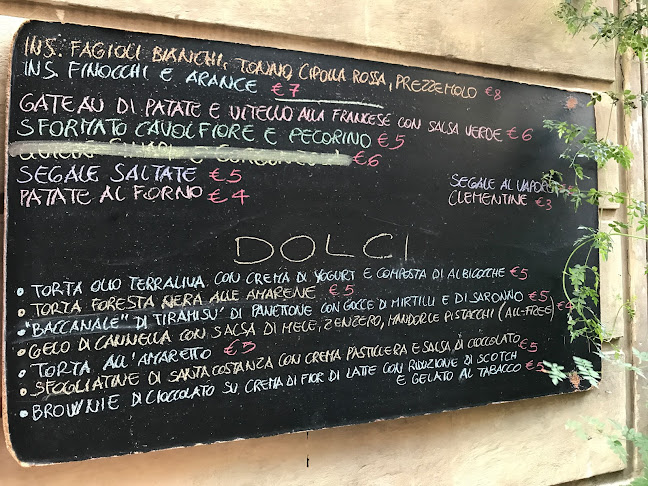 INS. FAGIOLI BIANCHI, TONNO, CIPOLLA ROSSA, PREZZEMOLO €8
INS. FINOCCHI E ARANCE €7
GATEAU DI PATATE E VITELLO ALLA FRANCESE CON SALSA VERDE €6
SFORMATO CAVOLFIORE E PECORINO €5
€6
SEGALE SALTATE €5
PATATE AL FORNO €4
SEGALE AL VAPORE
CLEMENTINE €3
DOLCI
• TORTA OLIO TERRALIVA CON CREMA DI YOGURT E COMPOSTA DI ALBICOCCHE €5
• TORTA FORESTA NERA ALLE AMARENE €5
• "BACCANALE" DI TIRAMISU' DI PANETTONE CON GOCCE DI MIRTILLI E DI SARONNO €5
• GELO DI CANNELLA CON SALSA DI MELE, ZENZERO, MANDORLE PISTACCHI (ALL-FREE) €4
• TORTA ALL'AMARETTO €5
• SFOGLIATINE DI SANTA COSTANZA CON CREMA PASTICCERA E SALSA DI CIOCCOLATO €5
• BROWNIE DI CIOCCOLATO SU CREMA DI FIOR DI LATTE CON RIDUZIONE DI SCOTCH
E GELATO AL TABACCO €5